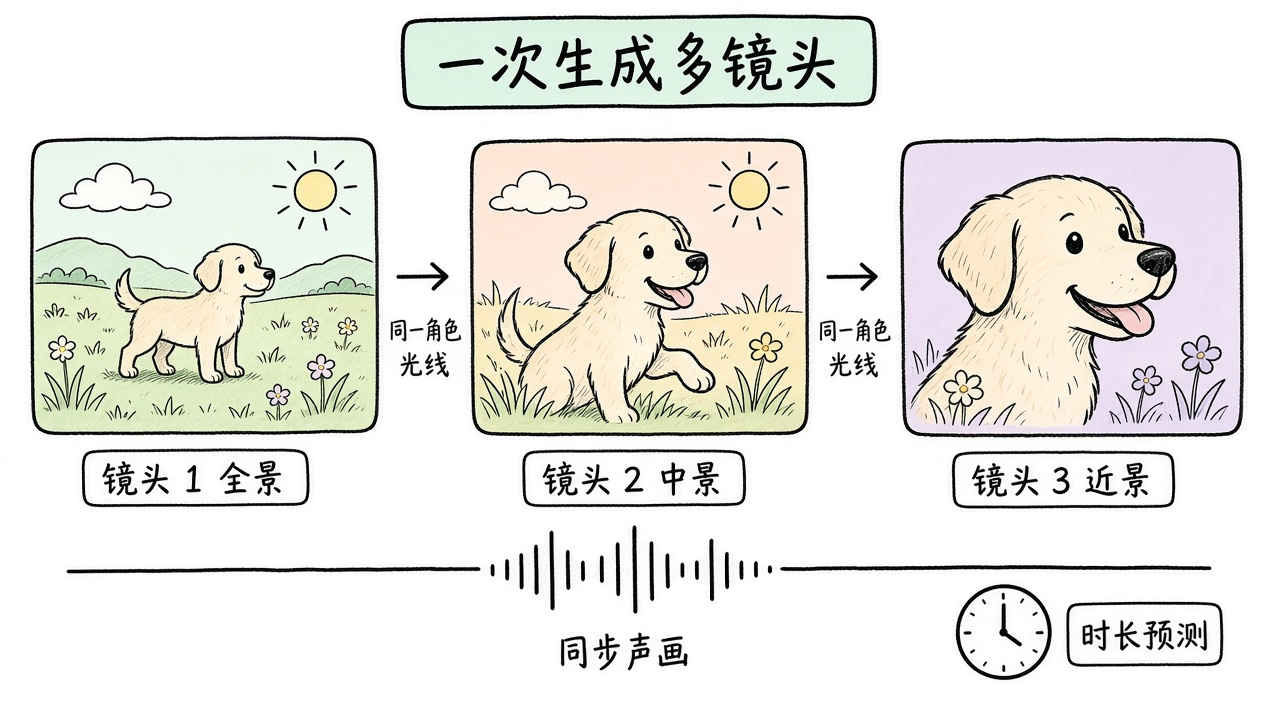 一次生成多镜头
同一角色
光线
同一角色
光线
镜头 1 全景
镜头 2 中景
镜头 3 近景
同步声画
时长预测